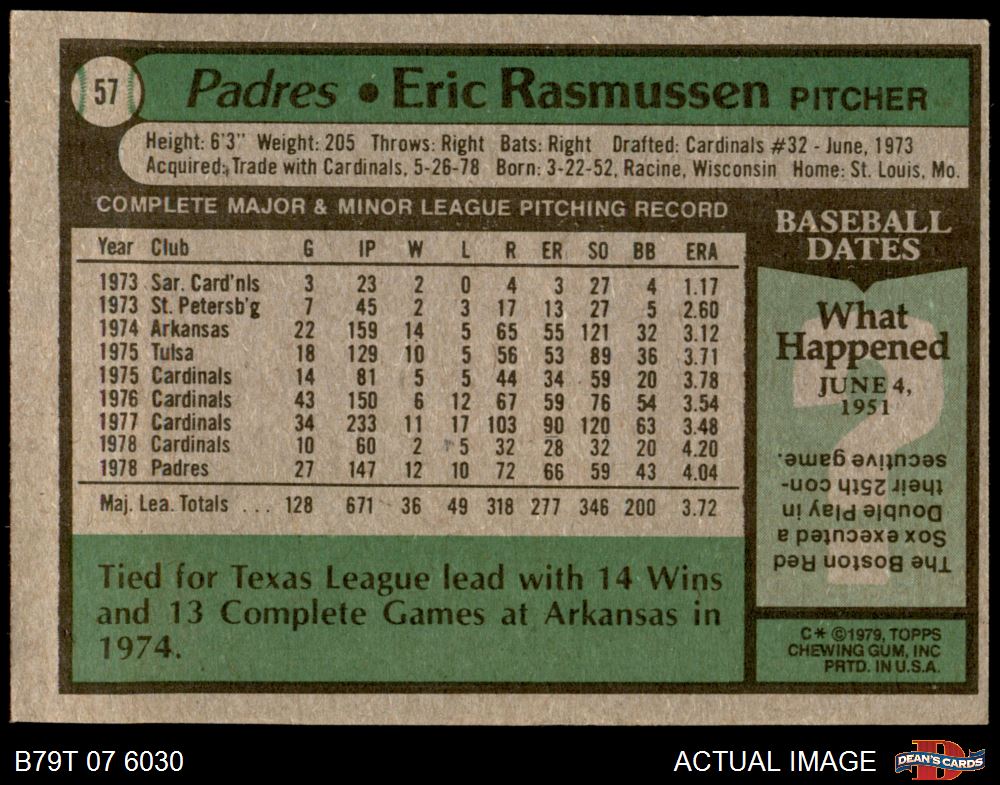 57 Padres • Eric Rasmussen PITCHER
Height: 6'3" Weight: 205 Throws: Right Bats: Right Drafted: Cardinals #32 - June, 1973
Acquired: Trade with Cardinals, 5-26-78 Born: 3-22-52, Racine, Wisconsin Home: St. Louis, Mo.
COMPLETE MAJOR & MINOR LEAGUE PITCHING RECORD
Year Club G IP W L R ER SO BB ERA
1973 Sar. Card'nls 3 23 2 0 4 3 27 4 1.17
1973 St. Petersb'g 7 45 2 3 17 13 27 5 2.60
1974 Arkansas 22 159 14 5 65 55 121 32 3.12
1975 Tulsa 18 129 10 5 56 53 89 36 3.71
1975 Cardinals 14 81 5 5 44 34 59 20 3.78
1976 Cardinals 43 150 6 12 67 59 76 54 3.54
1977 Cardinals 34 233 11 17 103 90 120 63 3.48
1978 Cardinals 10 60 2 5 32 28 32 20 4.20
1978 Padres 27 147 12 10 72 66 59 43 4.04
Maj. Lea. Totals ... 128 671 36 49 318 277 346 200 3.72
Tied for Texas League lead with 14 Wins
and 13 Complete Games at Arkansas in
1974.
BASEBALL
DATES
What
Happened
JUNE 4,
1951
?
The Boston Red
Sox executed a
Double Play in
their 25th con-
secutive game.
C* ©1979, TOPPS
CHEWING GUM, INC
PRTD. IN U.S.A.
B79T 07 6030
ACTUAL IMAGE
D
DEAN'S CARDS